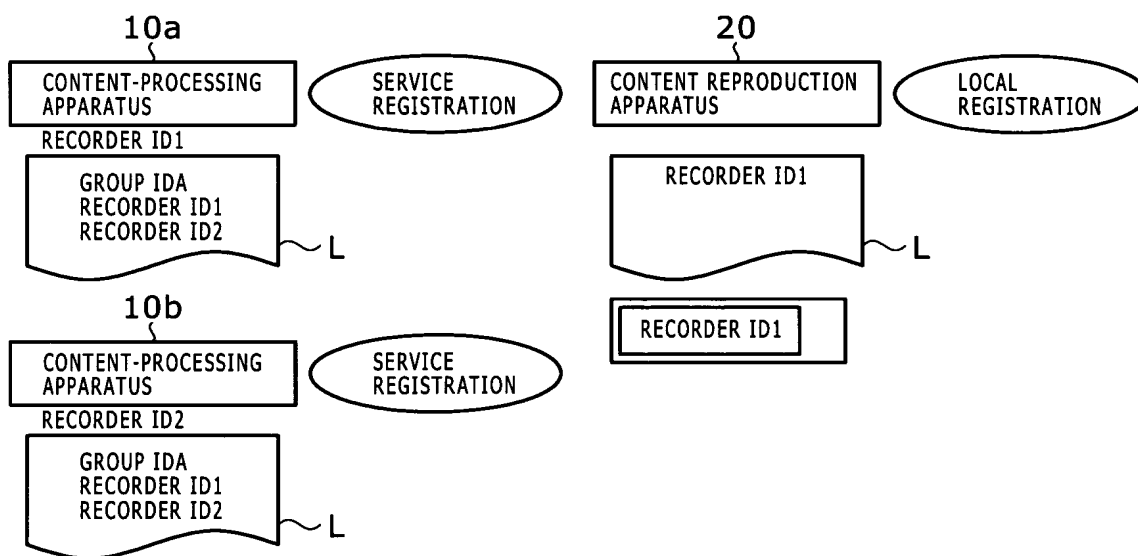 10a
CONTENT-PROCESSING
APPARATUS
SERVICE
REGISTRATION
RECORDER ID1
GROUP IDA
RECORDER ID1
RECORDER ID2
L
10b
CONTENT-PROCESSING
APPARATUS
SERVICE
REGISTRATION
RECORDER ID2
GROUP IDA
RECORDER ID1
RECORDER ID2
L
20
CONTENT REPRODUCTION
APPARATUS
LOCAL
REGISTRATION
RECORDER ID1
L
RECORDER ID1